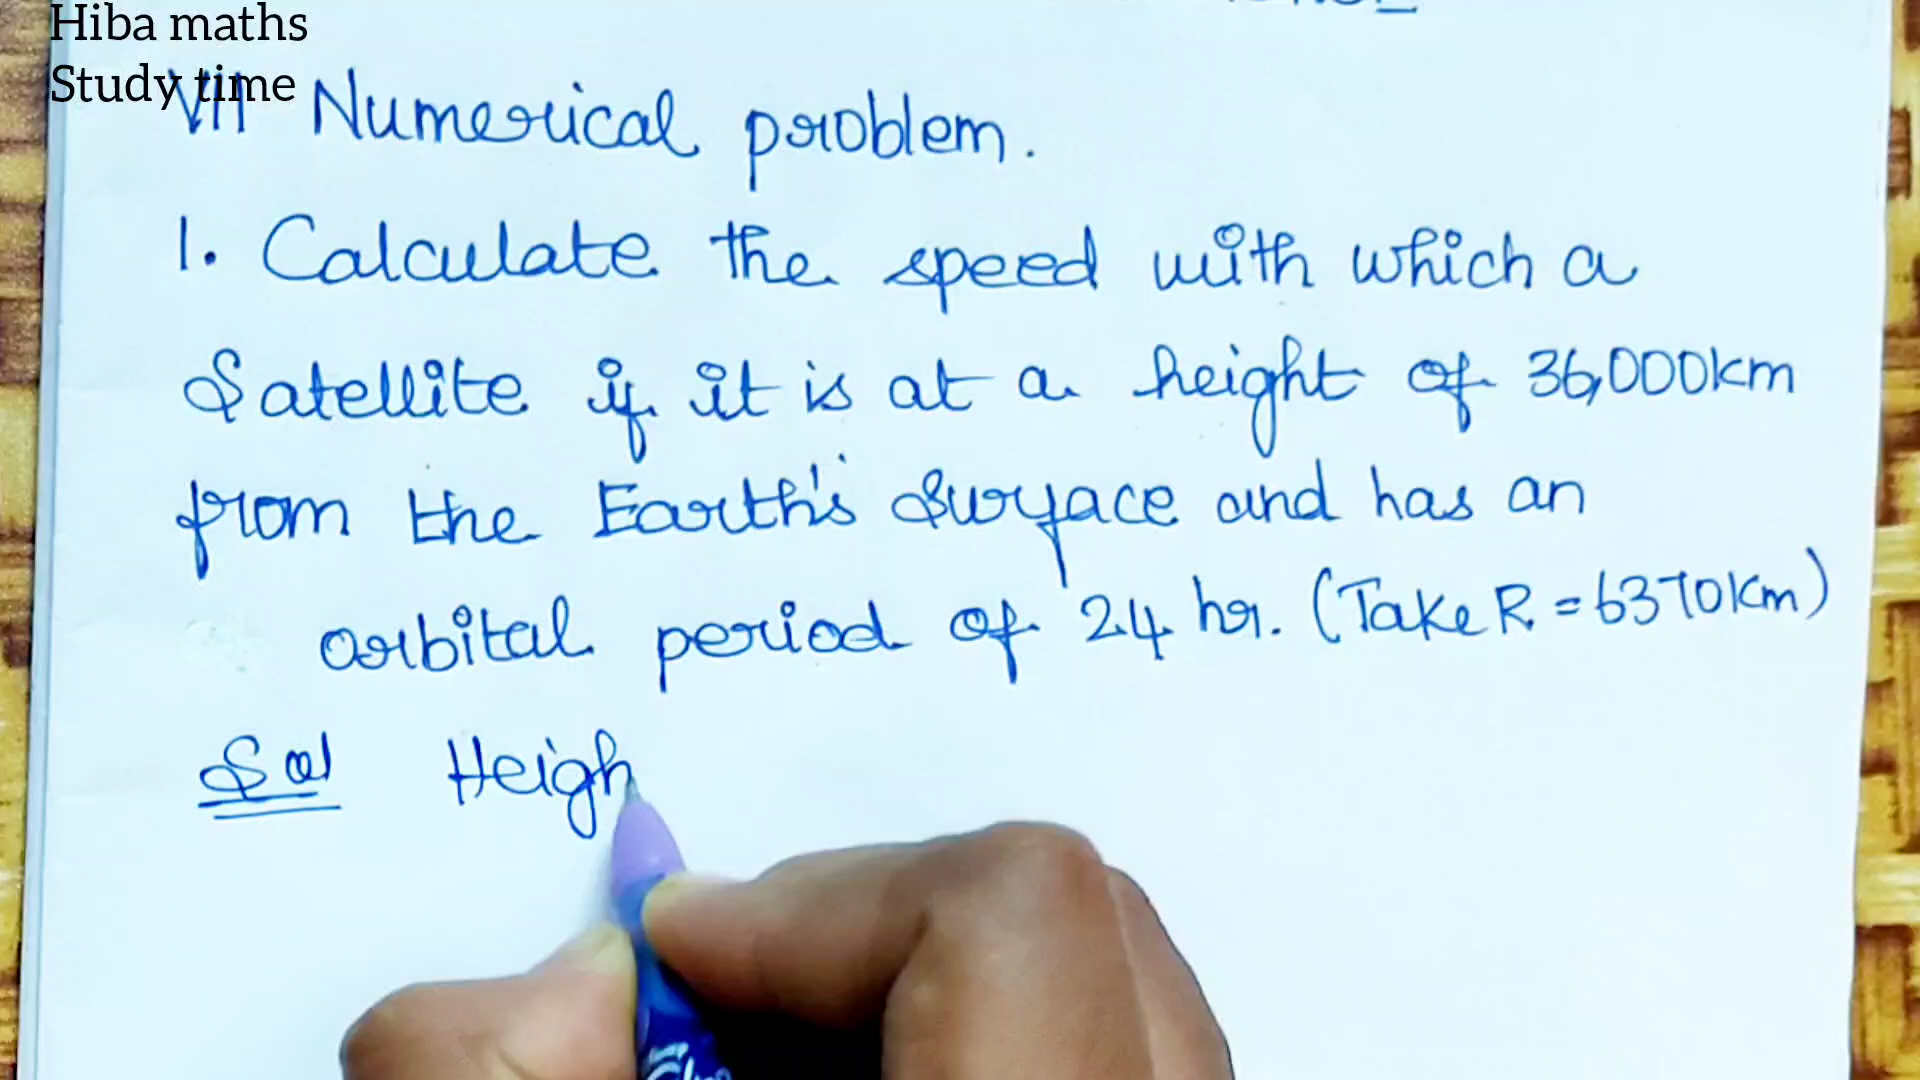 Hiba maths
Study time
VII Numerical problem.
1. Calculate the speed with which a
Satellite if it is at a height of 36,000km
from the Earth's Surface and has an
orbital period of 24 hr. (Take R = 6370km)
Sol Heigh